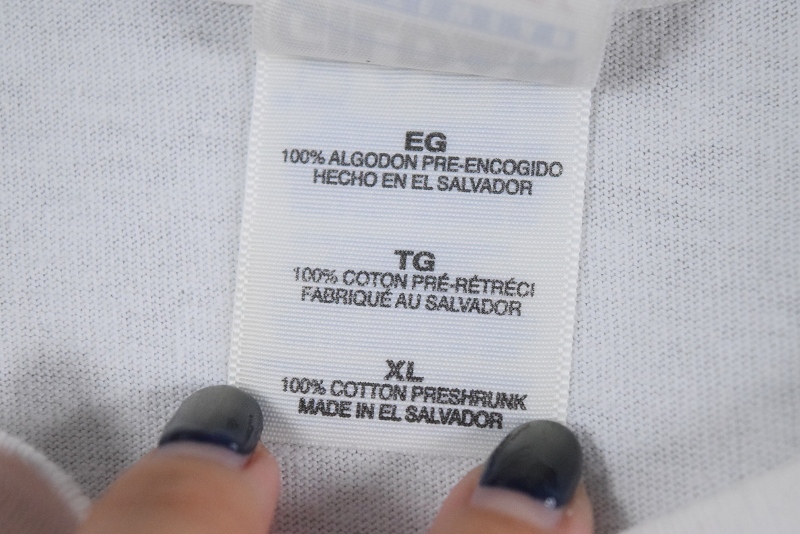 EG
100% ALGODON PRE-ENCOGIDO
HECHO EN EL SALVADOR
TG
100% COTON PRÉ-RÉTRÉCI
FABRIQUÉ AU SALVADOR
XL
100% COTTON PRESHRUNK
MADE IN EL SALVADOR